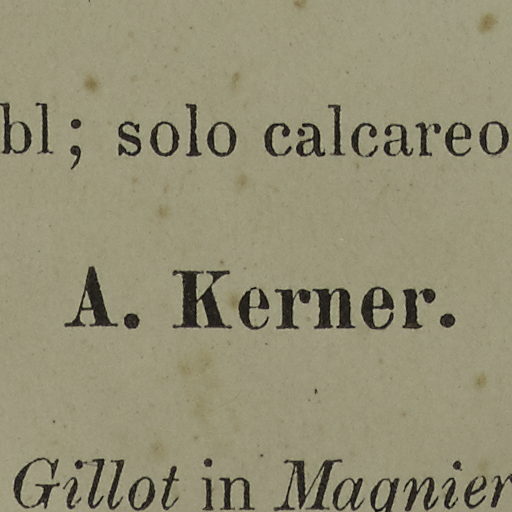 bl; solo calcareo
A. Kerner.
Gillot in Magnier